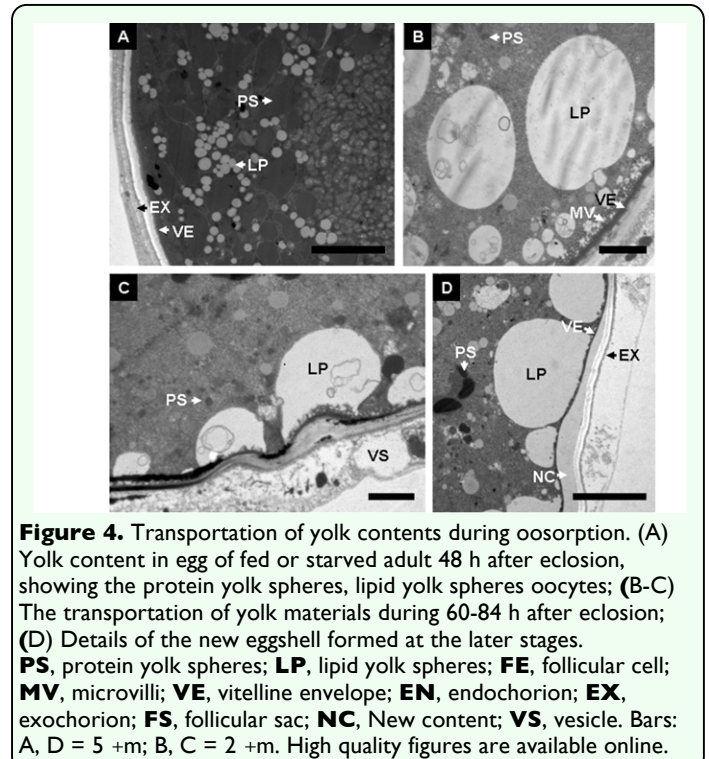 A
PS
LP
EX
VE
B
PS
LP
VE
MV
C
LP
PS
VS
D
VE
EX
PS
LP
NC
Figure 4. Transportation of yolk contents during oosorption. (A)
Yolk content in egg of fed or starved adult 48 h after eclosion,
showing the protein yolk spheres, lipid yolk spheres oocytes; (B-C)
The transportation of yolk materials during 60-84 h after eclosion;
(D) Details of the new eggshell formed at the later stages.
PS, protein yolk spheres; LP, lipid yolk spheres; FE, follicular cell;
MV, microvilli; VE, vitelline envelope; EN, endochorion; EX,
exochorion; FS, follicular sac; NC, New content; VS, vesicle. Bars:
A, D = 5 +m; B, C = 2 +m. High quality figures are available online.